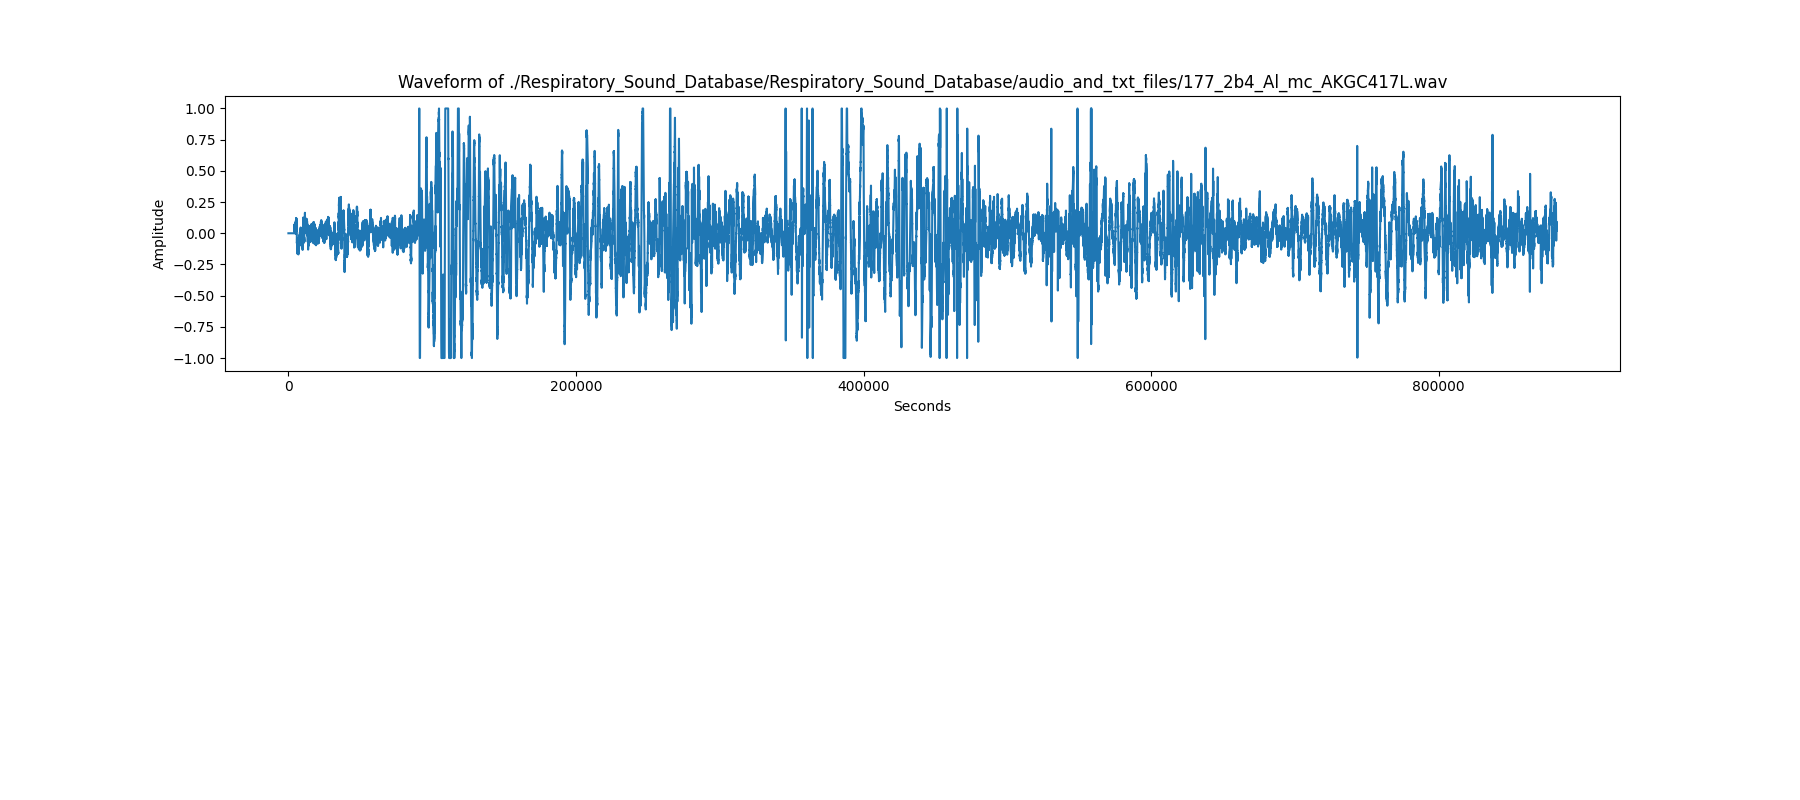 Waveform of ./Respiratory_Sound_Database/Respiratory_Sound_Database/audio_and_txt_files/177_2b4_Al_mc_AKGC417L.wav
1.00
0.75
0.50
0.25
0.00
−0.25
−0.50
−0.75
−1.00
Amplitude
0 200000 400000 600000 800000
Seconds